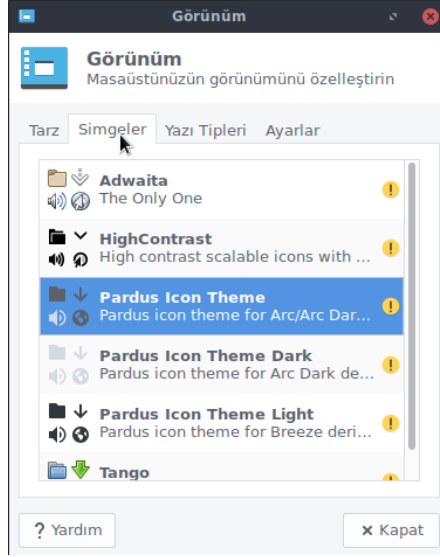 Görünüm
Görünüm
Masaüstünüzün görünümünü özelleştirin
Tarz Simgeler Yazı Tipleri Ayarlar
Adwaita
The Only One
HighContrast
High contrast scalable icons with ...
Pardus Icon Theme
Pardus icon theme for Arc/Arc Dar...
Pardus Icon Theme Dark
Pardus icon theme for Arc Dark de...
Pardus Icon Theme Light
Pardus icon theme for Breeze deri...
Tango
? Yardım × Kapat